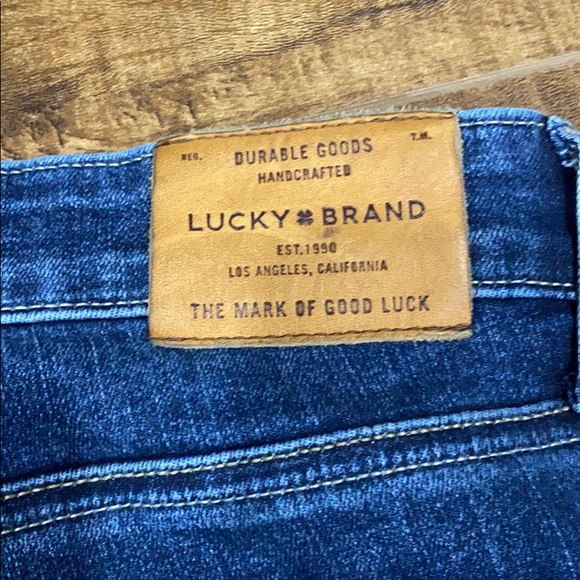 REG. DURABLE GOODS T.M.
HANDCRAFTED
LUCKY BRAND
EST.1990
LOS ANGELES, CALIFORNIA
THE MARK OF GOOD LUCK